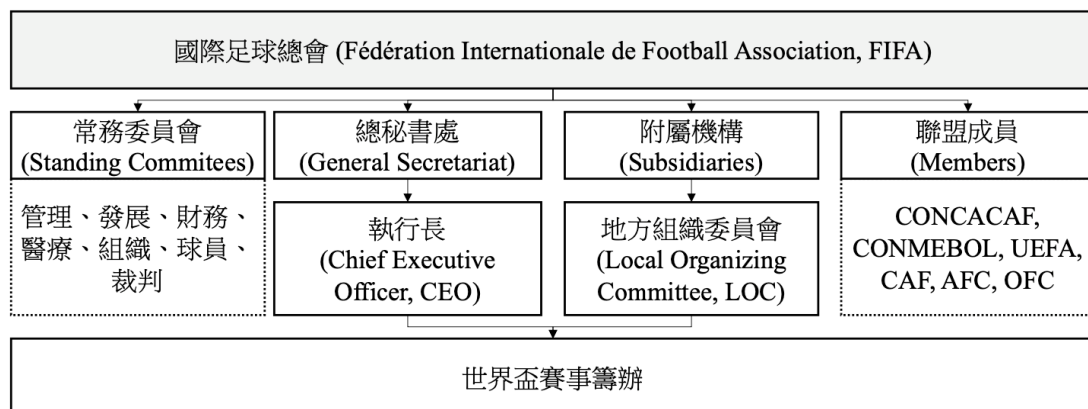 國際足球總會 (Fédération Internationale de Football Association, FIFA)
常務委員會
(Standing Commitees)
總秘書處
(General Secretariat)
附屬機構
(Subsidiaries)
聯盟成員
(Members)
管理、發展、財務、
醫療、組織、球員、
裁判
執行長
(Chief Executive
Officer, CEO)
地方組織委員會
(Local Organizing
Committee, LOC)
CONCACAF,
CONMEBOL, UEFA,
CAF, AFC, OFC
世界盃賽事籌辦